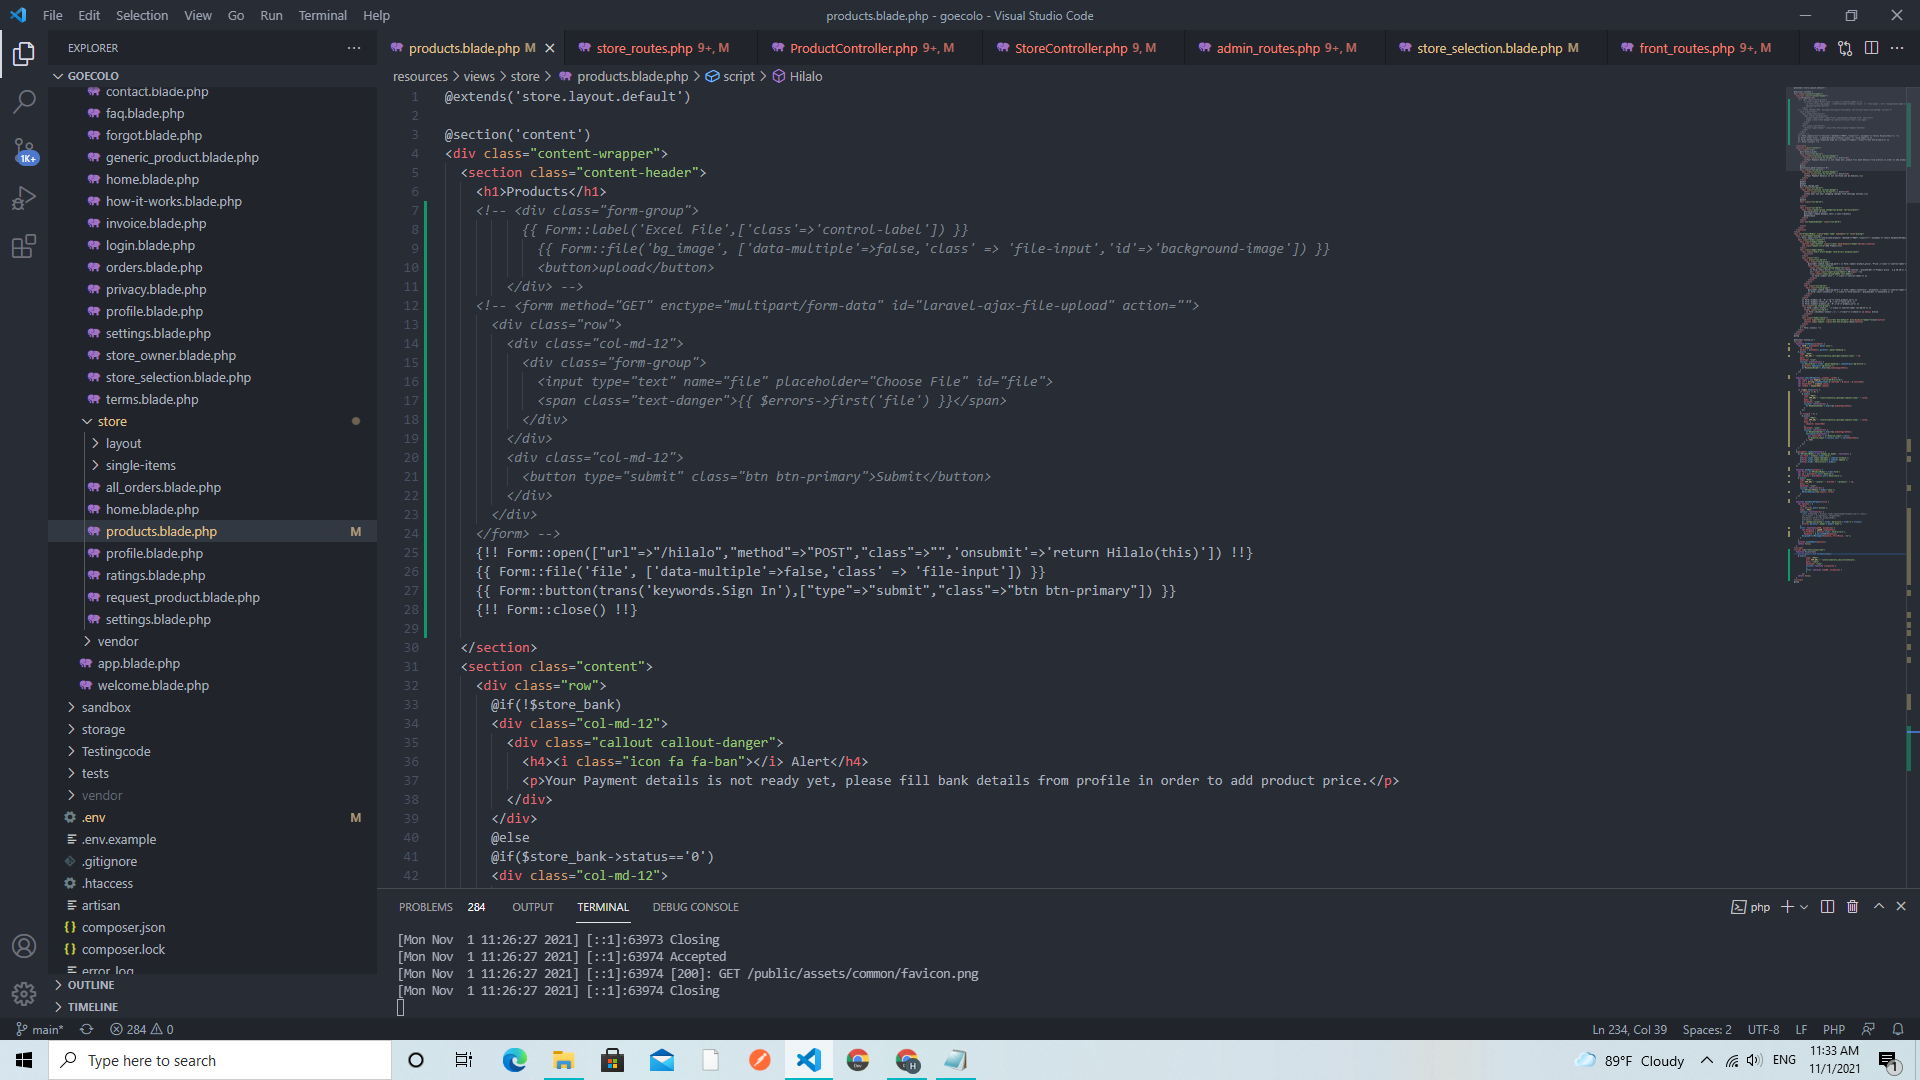 File Edit Selection View Go Run Terminal Help
products.blade.php - goecolo - Visual Studio Code
EXPLORER
products.blade.php M
store_routes.php 9+, M
ProductController.php 9+, M
StoreController.php 9, M
admin_routes.php 9+, M
store_selection.blade.php M
front_routes.php 9+, M
GOECOLO
resources > views > store > products.blade.php > script > Hilalo
contact.blade.php
faq.blade.php
forgot.blade.php
generic_product.blade.php
home.blade.php
how-it-works.blade.php
invoice.blade.php
login.blade.php
orders.blade.php
privacy.blade.php
profile.blade.php
settings.blade.php
store_owner.blade.php
store_selection.blade.php
terms.blade.php
store
layout
single-items
all_orders.blade.php
home.blade.php
products.blade.php M
profile.blade.php
ratings.blade.php
request_product.blade.php
settings.blade.php
vendor
app.blade.php
welcome.blade.php
sandbox
storage
Testingcode
tests
vendor
.env M
.env.example
.gitignore
.htaccess
artisan
composer.json
composer.lock
error_log
OUTLINE
TIMELINE
1K+
1 @extends('store.layout.default')
2
3 @section('content')
4 <div class="content-wrapper">
5 <section class="content-header">
6 <h1>Products</h1>
7 <!-- <div class="form-group">
8 {{ Form::label('Excel File',['class'=>'control-label']) }}
9 {{ Form::file('bg_image', ['data-multiple'=>false,'class' => 'file-input','id'=>'background-image']) }}
10 <button>upload</button>
11 </div> -->
12 <!-- <form method="GET" enctype="multipart/form-data" id="laravel-ajax-file-upload" action="">
13 <div class="row">
14 <div class="col-md-12">
15 <div class="form-group">
16 <input type="text" name="file" placeholder="Choose File" id="file">
17 <span class="text-danger">{{ $errors->first('file') }}</span>
18 </div>
19 </div>
20 <div class="col-md-12">
21 <button type="submit" class="btn btn-primary">Submit</button>
22 </div>
23 </div>
24 </form> -->
25 {!! Form::open(["url"=>"/hilalo","method"=>"POST","class"=>"",'onsubmit'=>'return Hilalo(this)']) !!}
26 {{ Form::file('file', ['data-multiple'=>false,'class' => 'file-input']) }}
27 {{ Form::button(trans('keywords.Sign In'),["type"=>"submit","class"=>"btn btn-primary"]) }}
28 {!! Form::close() !!}
29
30 </section>
31 <section class="content">
32 <div class="row">
33 @if(!$store_bank)
34 <div class="col-md-12">
35 <div class="callout callout-danger">
36 <h4><i class="icon fa fa-ban"></i> Alert</h4>
37 <p>Your Payment details is not ready yet, please fill bank details from profile in order to add product price.</p>
38 </div>
39 </div>
40 @else
41 @if($store_bank->status=='0')
42 <div class="col-md-12">
PROBLEMS 284 OUTPUT TERMINAL DEBUG CONSOLE
php
[Mon Nov  1 11:26:27 2021] [::1]:63973 Closing
[Mon Nov  1 11:26:27 2021] [::1]:63974 Accepted
[Mon Nov  1 11:26:27 2021] [::1]:63974 [200]: GET /public/assets/common/favicon.png
[Mon Nov  1 11:26:27 2021] [::1]:63974 Closing
main* 284 0
Ln 234, Col 39 Spaces: 2 UTF-8 LF PHP
Type here to search
89°F Cloudy
ENG
11:33 AM
11/1/2021
1